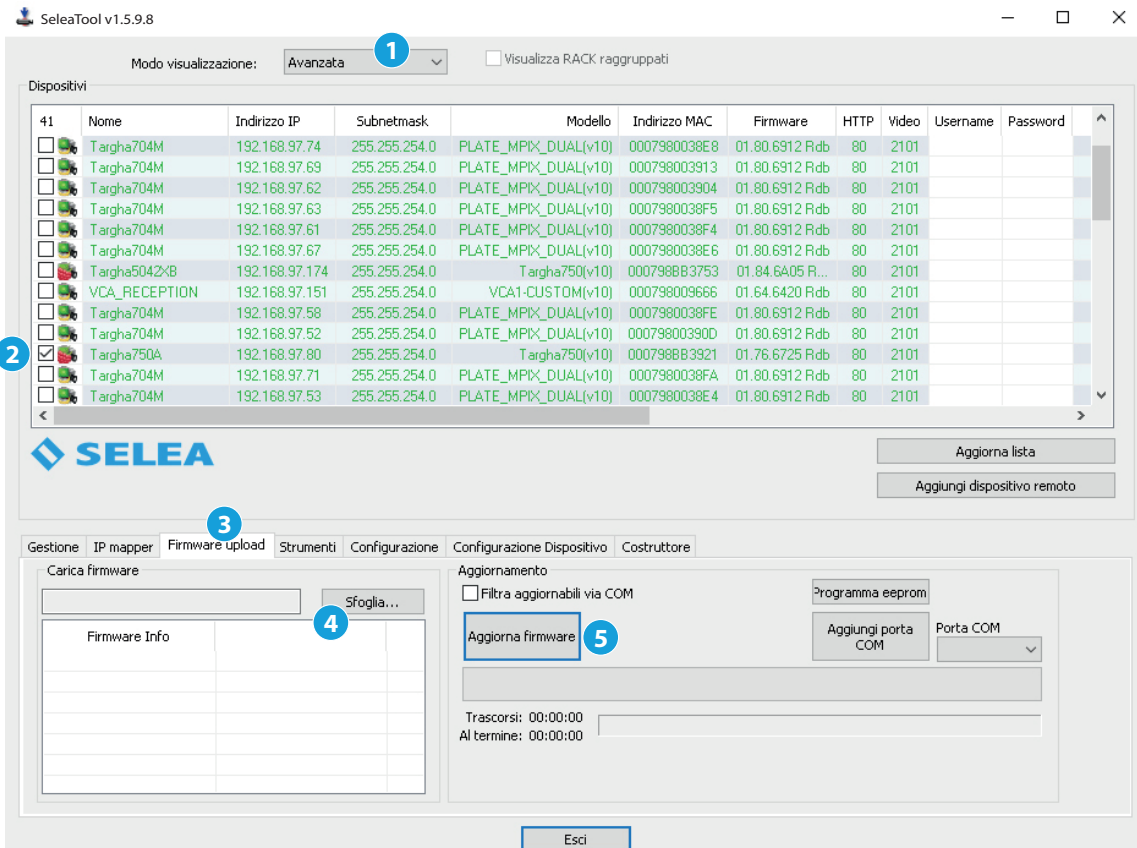 SeleaTool v1.5.9.8
Modo visualizzazione: Avanzata 1 Visualizza RACK raggruppati
Dispositivi
41 Nome Indirizzo IP Subnetmask Modello Indirizzo MAC Firmware HTTP Video Username Password
Targha704M 192.168.97.74 255.255.254.0 PLATE_MPIX_DUAL(v10) 0007980038E8 01.80.6912 Rdb 80 2101
Targha704M 192.168.97.69 255.255.254.0 PLATE_MPIX_DUAL(v10) 000798003913 01.80.6912 Rdb 80 2101
Targha704M 192.168.97.62 255.255.254.0 PLATE_MPIX_DUAL(v10) 000798003904 01.80.6912 Rdb 80 2101
Targha704M 192.168.97.63 255.255.254.0 PLATE_MPIX_DUAL(v10) 0007980038F5 01.80.6912 Rdb 80 2101
Targha704M 192.168.97.61 255.255.254.0 PLATE_MPIX_DUAL(v10) 0007980038F4 01.80.6912 Rdb 80 2101
Targha704M 192.168.97.67 255.255.254.0 PLATE_MPIX_DUAL(v10) 0007980038E6 01.80.6912 Rdb 80 2101
Targha5042XB 192.168.97.174 255.255.254.0 Targha750(v10) 000798BB3753 01.84.6A05 R... 80 2101
VCA_RECEPTION 192.168.97.151 255.255.254.0 VCA1-CUSTOM(v10) 000798009666 01.64.6420 Rdb 80 2101
Targha704M 192.168.97.58 255.255.254.0 PLATE_MPIX_DUAL(v10) 0007980038FE 01.80.6912 Rdb 80 2101
Targha704M 192.168.97.52 255.255.254.0 PLATE_MPIX_DUAL(v10) 00079800390D 01.80.6912 Rdb 80 2101
2 Targha750A 192.168.97.80 255.255.254.0 Targha750(v10) 000798BB3921 01.76.6725 Rdb 80 2101
Targha704M 192.168.97.71 255.255.254.0 PLATE_MPIX_DUAL(v10) 0007980038FA 01.80.6912 Rdb 80 2101
Targha704M 192.168.97.53 255.255.254.0 PLATE_MPIX_DUAL(v10) 0007980038E4 01.80.6912 Rdb 80 2101
SELEA
Aggiorna lista
Aggiungi dispositivo remoto
3
Gestione IP mapper Firmware upload Strumenti Configurazione Configurazione Dispositivo Costruttore
Carica firmware
Sfoglia...
4
Firmware Info
Aggiornamento
Filtra aggiornabili via COM
Programma eeprom
Aggiorna firmware 5
Aggiungi porta
COM
Porta COM
Trascorsi: 00:00:00
Al termine: 00:00:00
Esci